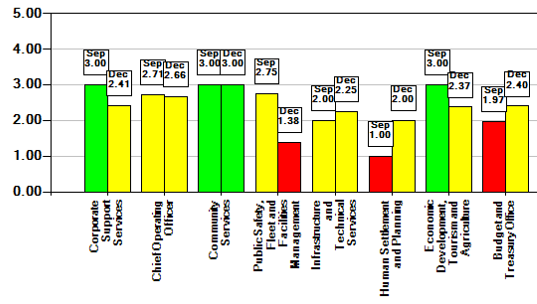 5.00
4.00
3.00
2.00
1.00
0.00
Sep
3.00
Dec
2.41
Sep
2.71
Dec
2.66
Sep
3.00
Dec
3.00
Sep
2.75
Dec
1.38
Sep
2.00
Dec
2.25
Sep
1.00
Dec
2.00
Sep
3.00
Dec
2.37
Sep
1.97
Dec
2.40
Corporate
Support
Services
Chief Operating
Officer
Community
Services
Public Safety,
Fleet and
Facilities
Management
Infrastructure
and
Technical
Services
Human Settlement
and Planning
Economic
Development,
Tourism and
Agriculture
Budget and
Treasury Office